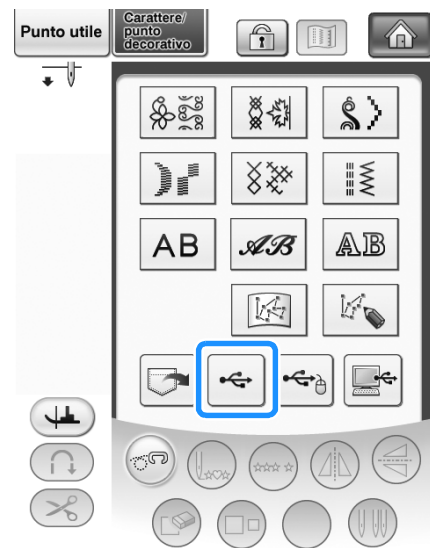 Punto utile
Carattere/
punto
decorativo
AB
AB
AB